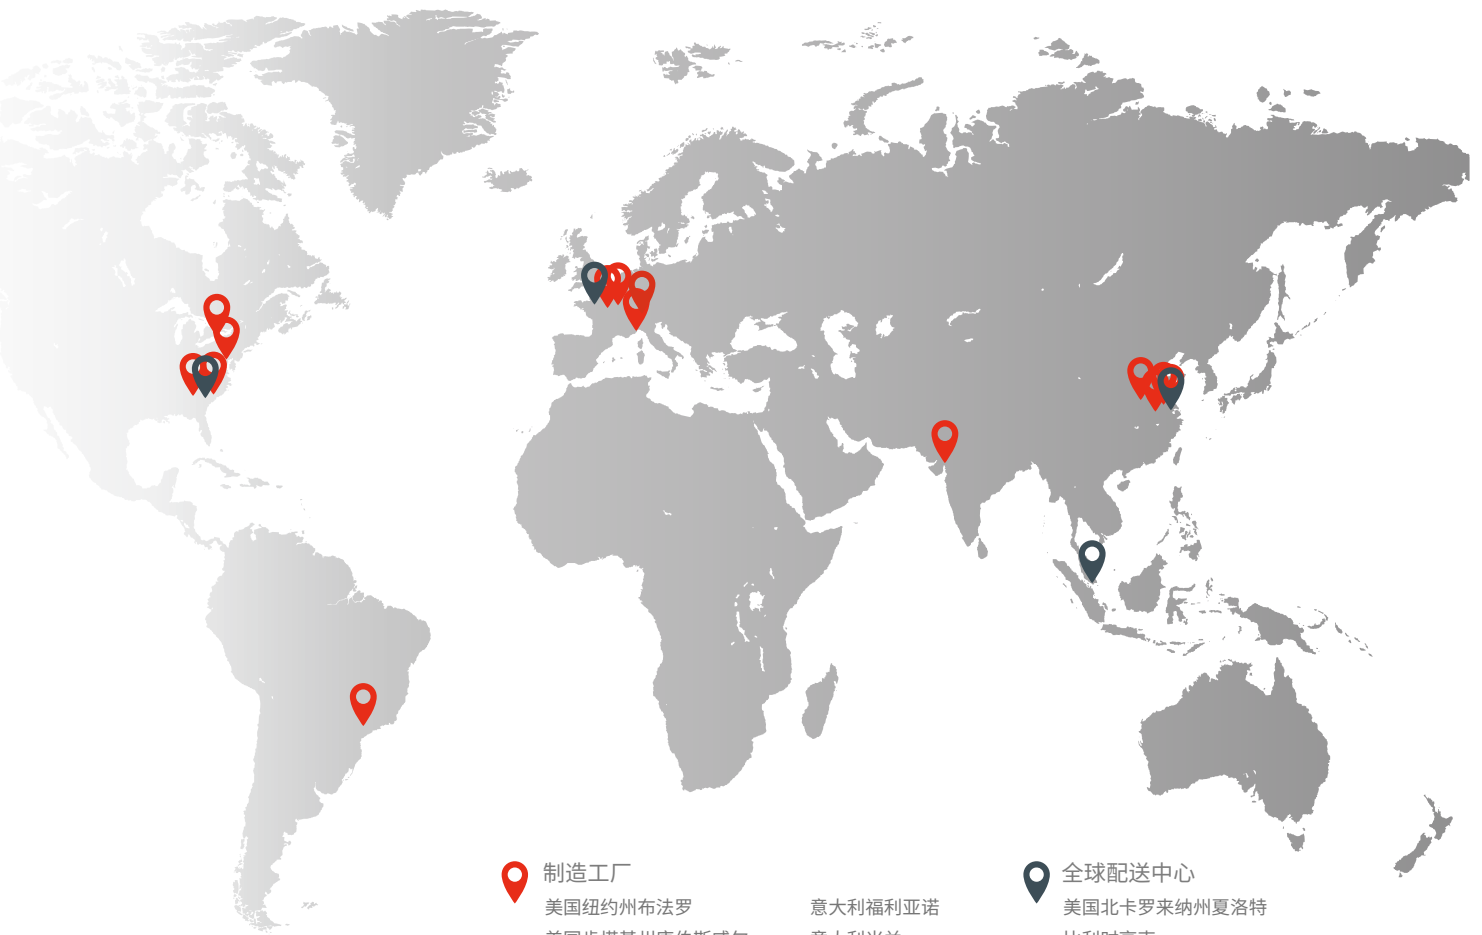 制造工厂
美国纽约州布法罗
意大利福利亚诺
全球配送中心
美国北卡罗来纳州夏洛特